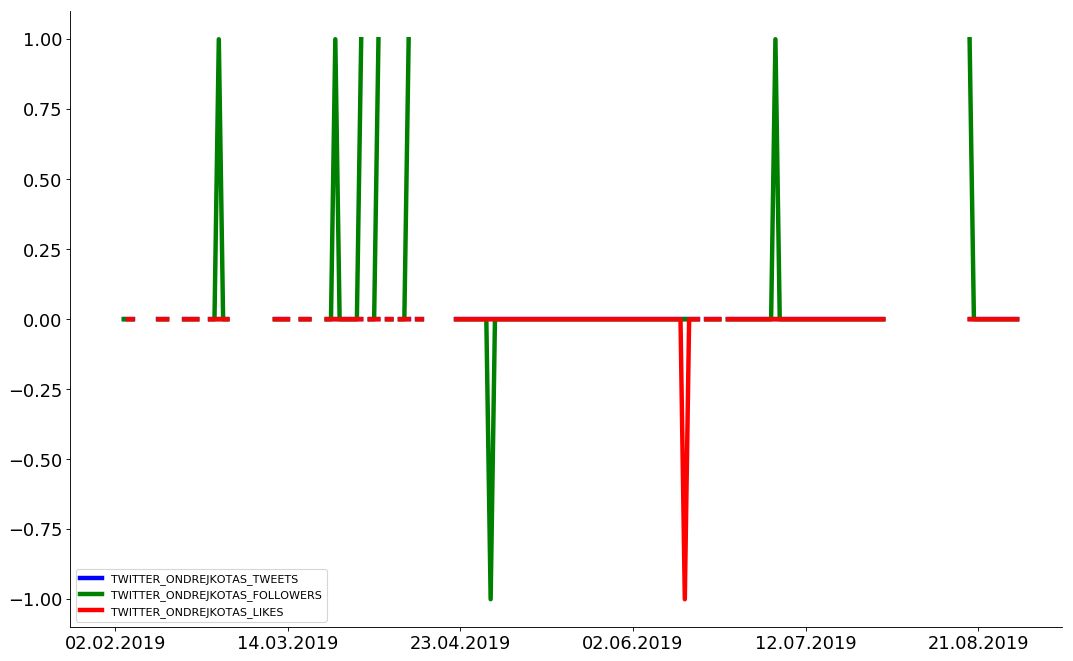 1.00
0.75
0.50
0.25
0.00
−0.25
−0.50
−0.75
−1.00
TWITTER_ONDREJKOTAS_TWEETS
TWITTER_ONDREJKOTAS_FOLLOWERS
TWITTER_ONDREJKOTAS_LIKES
02.02.2019 14.03.2019 23.04.2019 02.06.2019 12.07.2019 21.08.2019